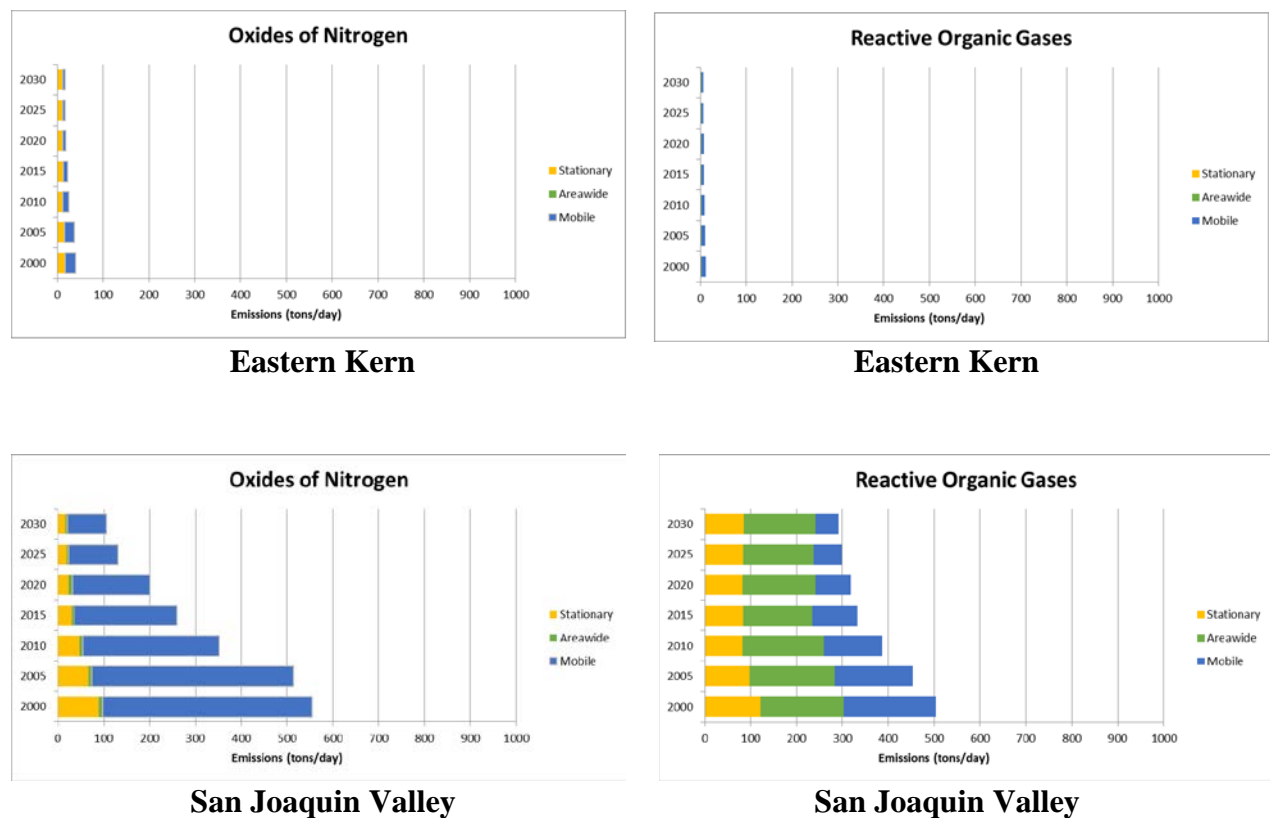 Oxides of Nitrogen
2030
2025
2020
2015
2010
2005
2000
0 100 200 300 400 500 600 700 800 900 1000
Emissions (tons/day)
Stationary
Areawide
Mobile
Eastern Kern
Reactive Organic Gases
2030
2025
2020
2015
2010
2005
2000
0 100 200 300 400 500 600 700 800 900 1000
Emissions (tons/day)
Stationary
Areawide
Mobile
Eastern Kern
Oxides of Nitrogen
2030
2025
2020
2015
2010
2005
2000
0 100 200 300 400 500 600 700 800 900 1000
Emissions (tons/day)
Stationary
Areawide
Mobile
San Joaquin Valley
Reactive Organic Gases
2030
2025
2020
2015
2010
2005
2000
0 100 200 300 400 500 600 700 800 900 1000
Emissions (tons/day)
Stationary
Areawide
Mobile
San Joaquin Valley